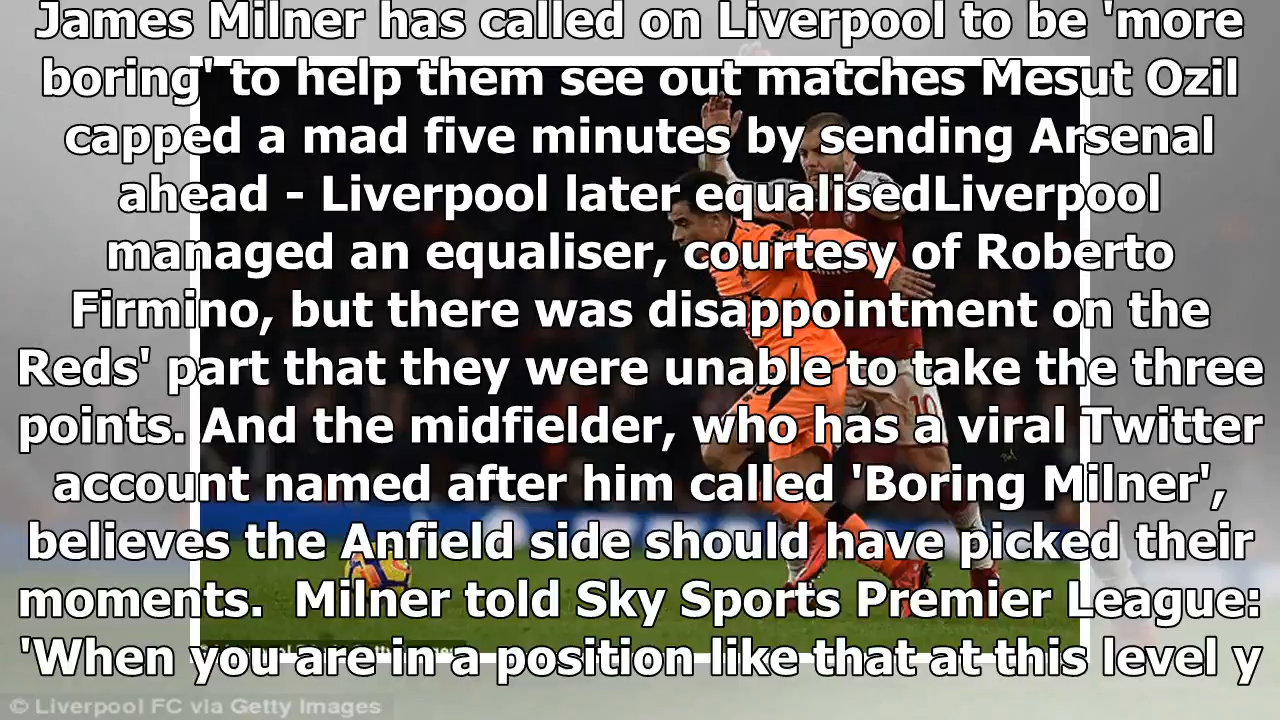 James Milner has called on Liverpool to be 'more
boring' to help them see out matches Mesut Ozil
capped a mad five minutes by sending Arsenal
ahead - Liverpool later equalisedLiverpool
managed an equaliser, courtesy of Roberto
Firmino, but there was disappointment on the
Reds' part that they were unable to take the three
points. And the midfielder, who has a viral Twitter
account named after him called 'Boring Milner',
believes the Anfield side should have picked their
moments.  Milner told Sky Sports Premier League:
'When you are in a position like that at this level y
10
© Liverpool FC via Getty Images